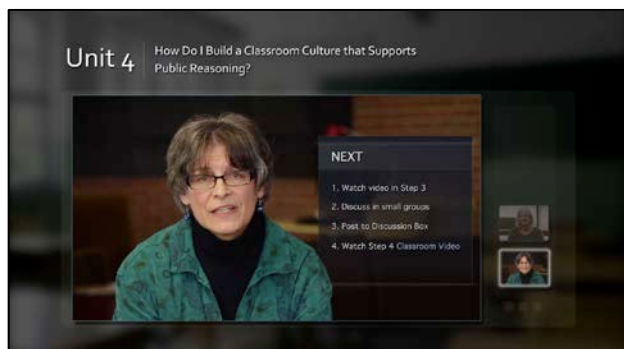 Unit 4
How Do I Build a Classroom Culture that Supports
Public Reasoning?
NEXT
1. Watch video in Step 3
2. Discuss in small groups
3. Post to Discussion Box
4. Watch Step 4 Classroom Video